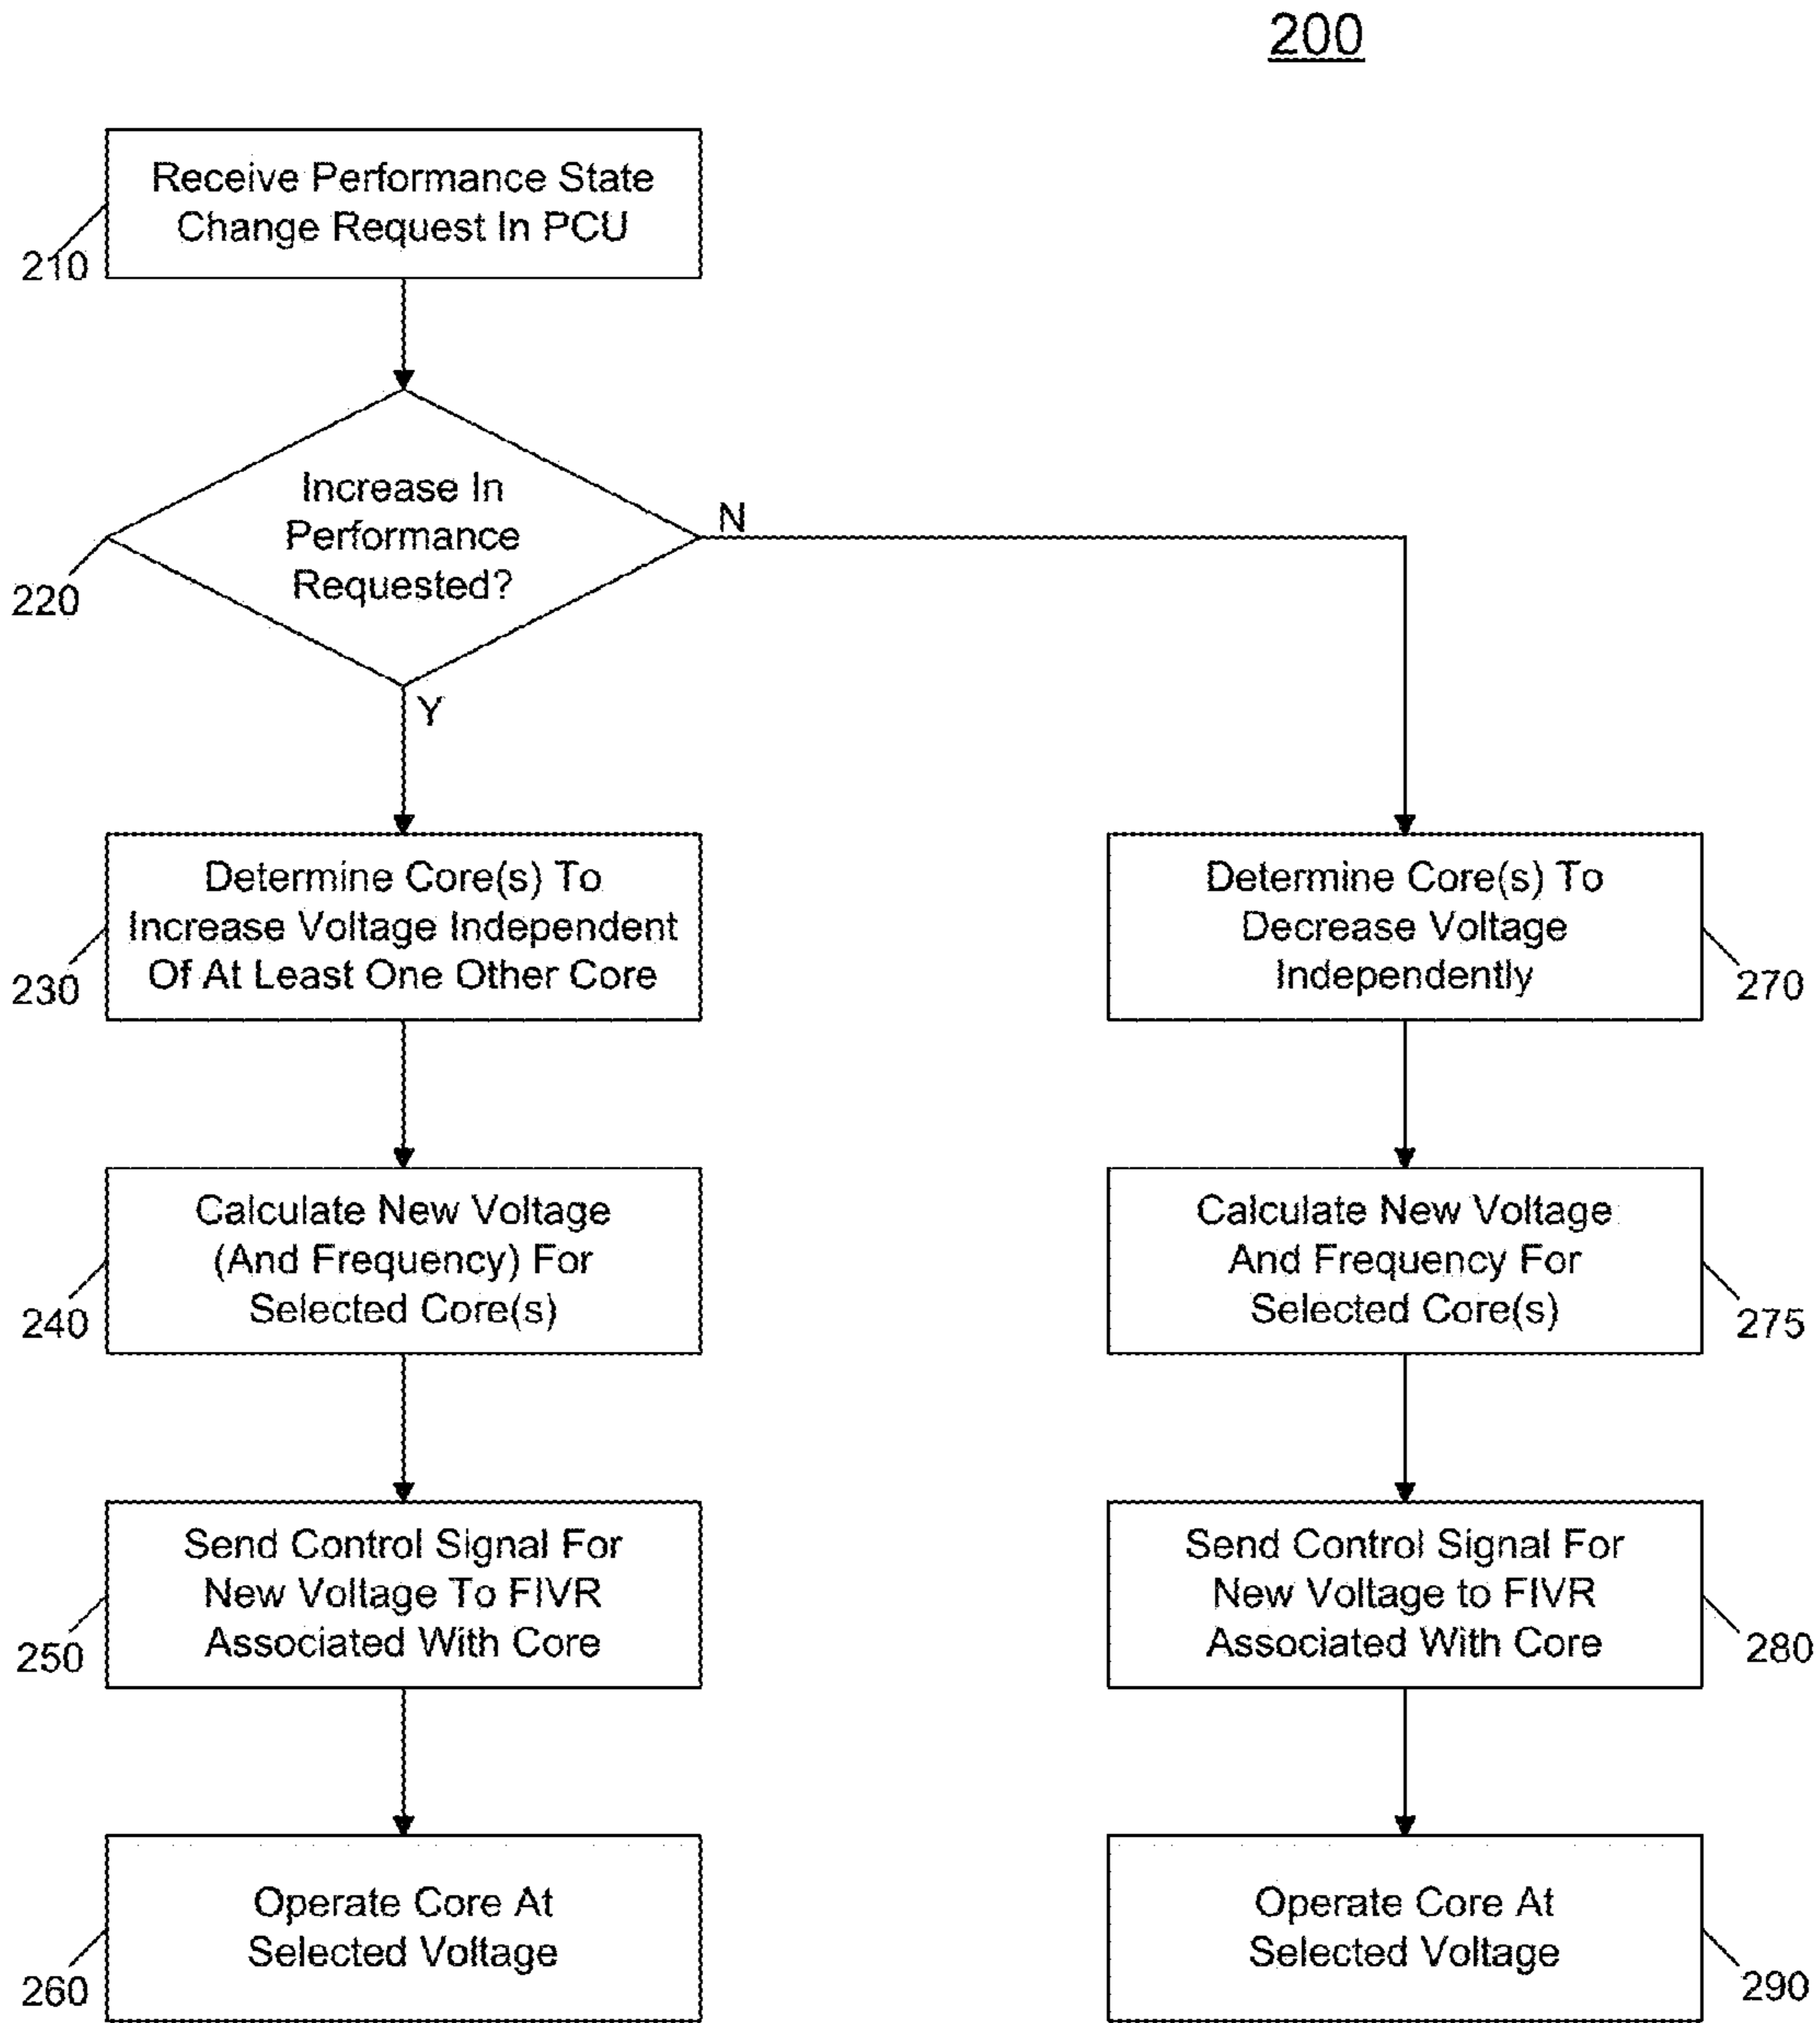 200
Receive Performance State
Change Request In PCU
210
Increase In
Performance
Requested?
220
N
Y
Determine Core(s) To
Increase Voltage Independent
Of At Least One Other Core
230
Determine Core(s) To
Decrease Voltage
Independently
270
Calculate New Voltage
(And Frequency) For
Selected Core(s)
240
Calculate New Voltage
And Frequency For
Selected Core(s)
275
Send Control Signal For
New Voltage To FIVR
Associated With Core
250
Send Control Signal For
New Voltage to FIVR
Associated With Core
280
Operate Core At
Selected Voltage
260
Operate Core At
Selected Voltage
290